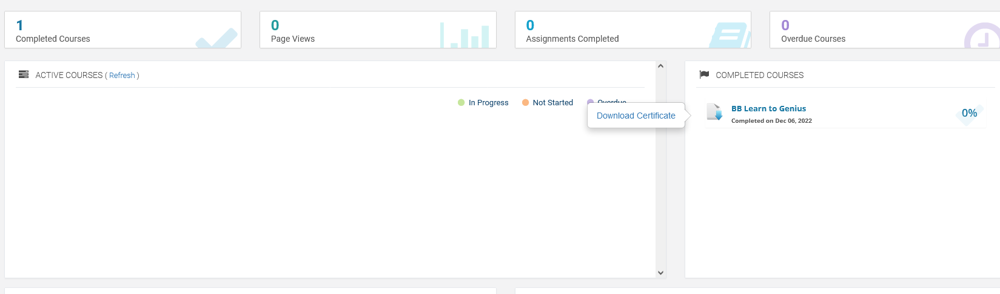 1
Completed Courses
0
Page Views
0
Assignments Completed
0
Overdue Courses
ACTIVE COURSES ( Refresh )
In Progress
Not Started
Overdue
Download Certificate
COMPLETED COURSES
BB Learn to Genius
Completed on Dec 06, 2022
0%